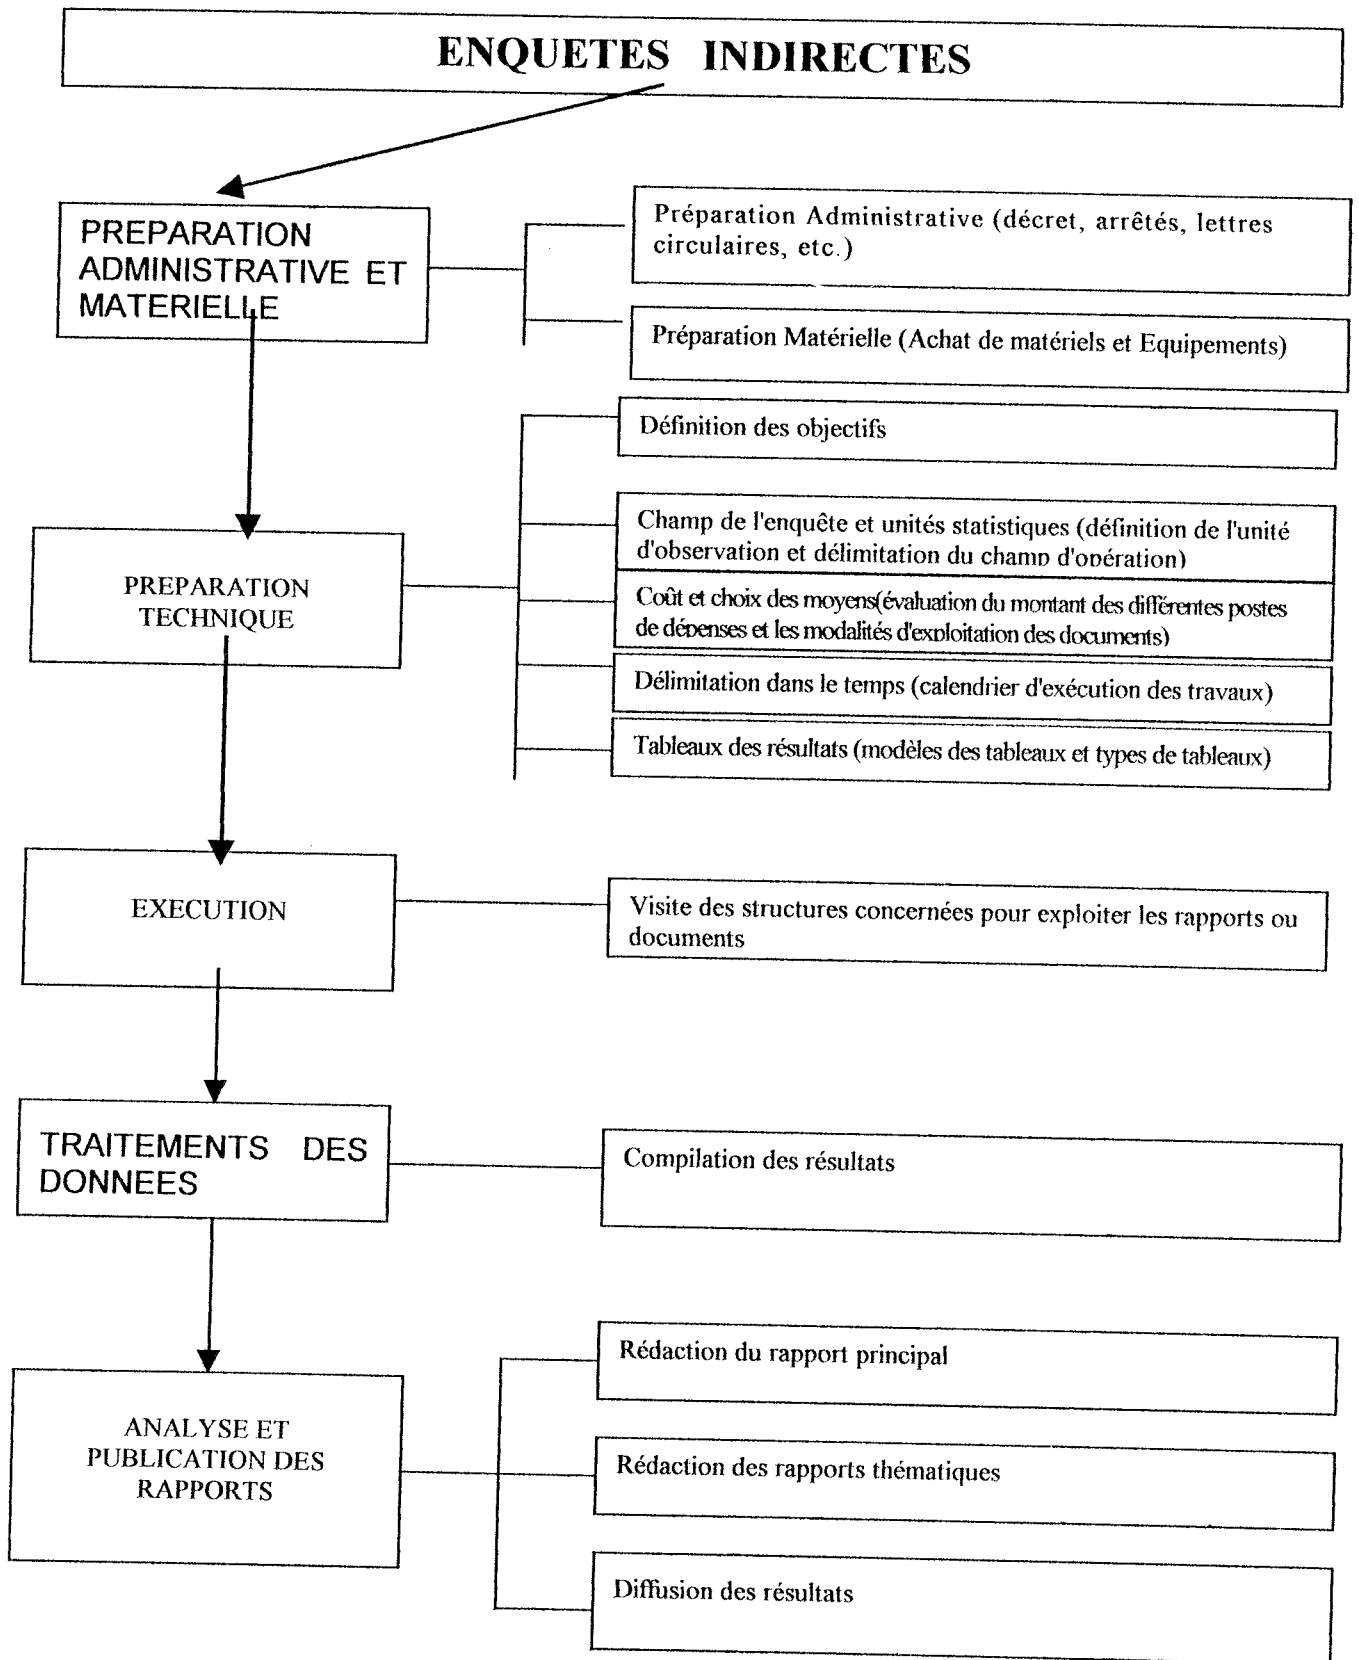 ENQUETES INDIRECTES
PREPARATION
ADMINISTRATIVE ET
MATERIELLE
Préparation Administrative (décret, arrêtés, lettres
circulaires, etc.)
Préparation Matérielle (Achat de matériels et Equipements)
PREPARATION
TECHNIQUE
Définition des objectifs
Champ de l'enquête et unités statistiques (définition de l'unité
d'observation et délimitation du champ d'opération)
Coût et choix des moyens(évaluation du montant des différentes postes
de dépenses et les modalités d'exploitation des documents)
Délimitation dans le temps (calendrier d'exécution des travaux)
Tableaux des résultats (modèles des tableaux et types de tableaux)
EXECUTION
Visite des structures concernées pour exploiter les rapports ou
documents
TRAITEMENTS DES
DONNEES
Compilation des résultats
ANALYSE ET
PUBLICATION DES
RAPPORTS
Rédaction du rapport principal
Rédaction des rapports thématiques
Diffusion des résultats